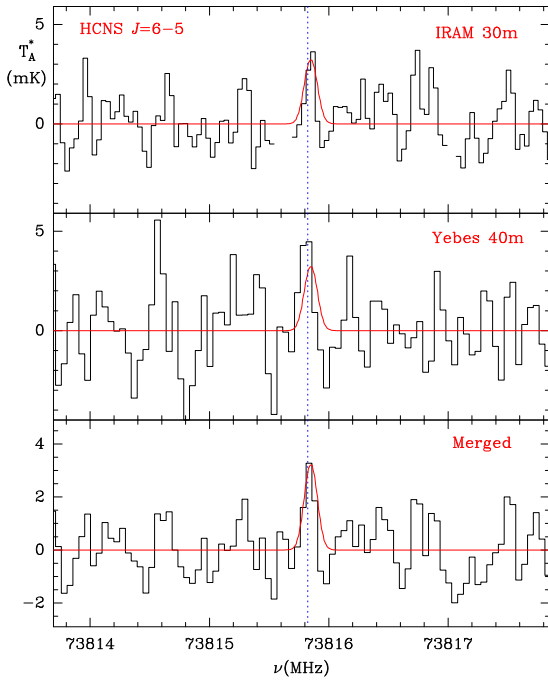 HCNS J=6−5
IRAM 30m
T_A^*
(mK)
5
0
Yebes 40m
5
0
Merged
4
2
0
−2
73814 73815 73816 73817
ν(MHz)